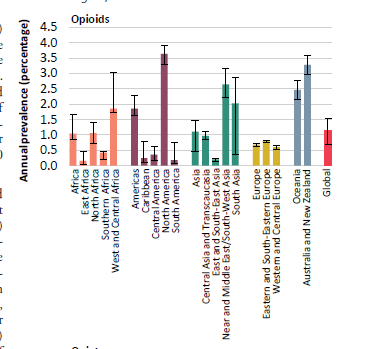 Opioids
Annual prevalence (percentage)
4.5
4.0
3.5
3.0
2.5
2.0
1.5
1.0
0.5
0.0
Africa
East Africa
North Africa
Southern Africa
West and Central Africa
Americas
Caribbean
Central America
North America
South America
Asia
Central Asia and Transcaucasia
East and South-East Asia
Near and Middle East/South-West Asia
South Asia
Europe
Eastern and South-Eastern Europe
Western and Central Europe
Oceania
Australia and New Zealand
Global